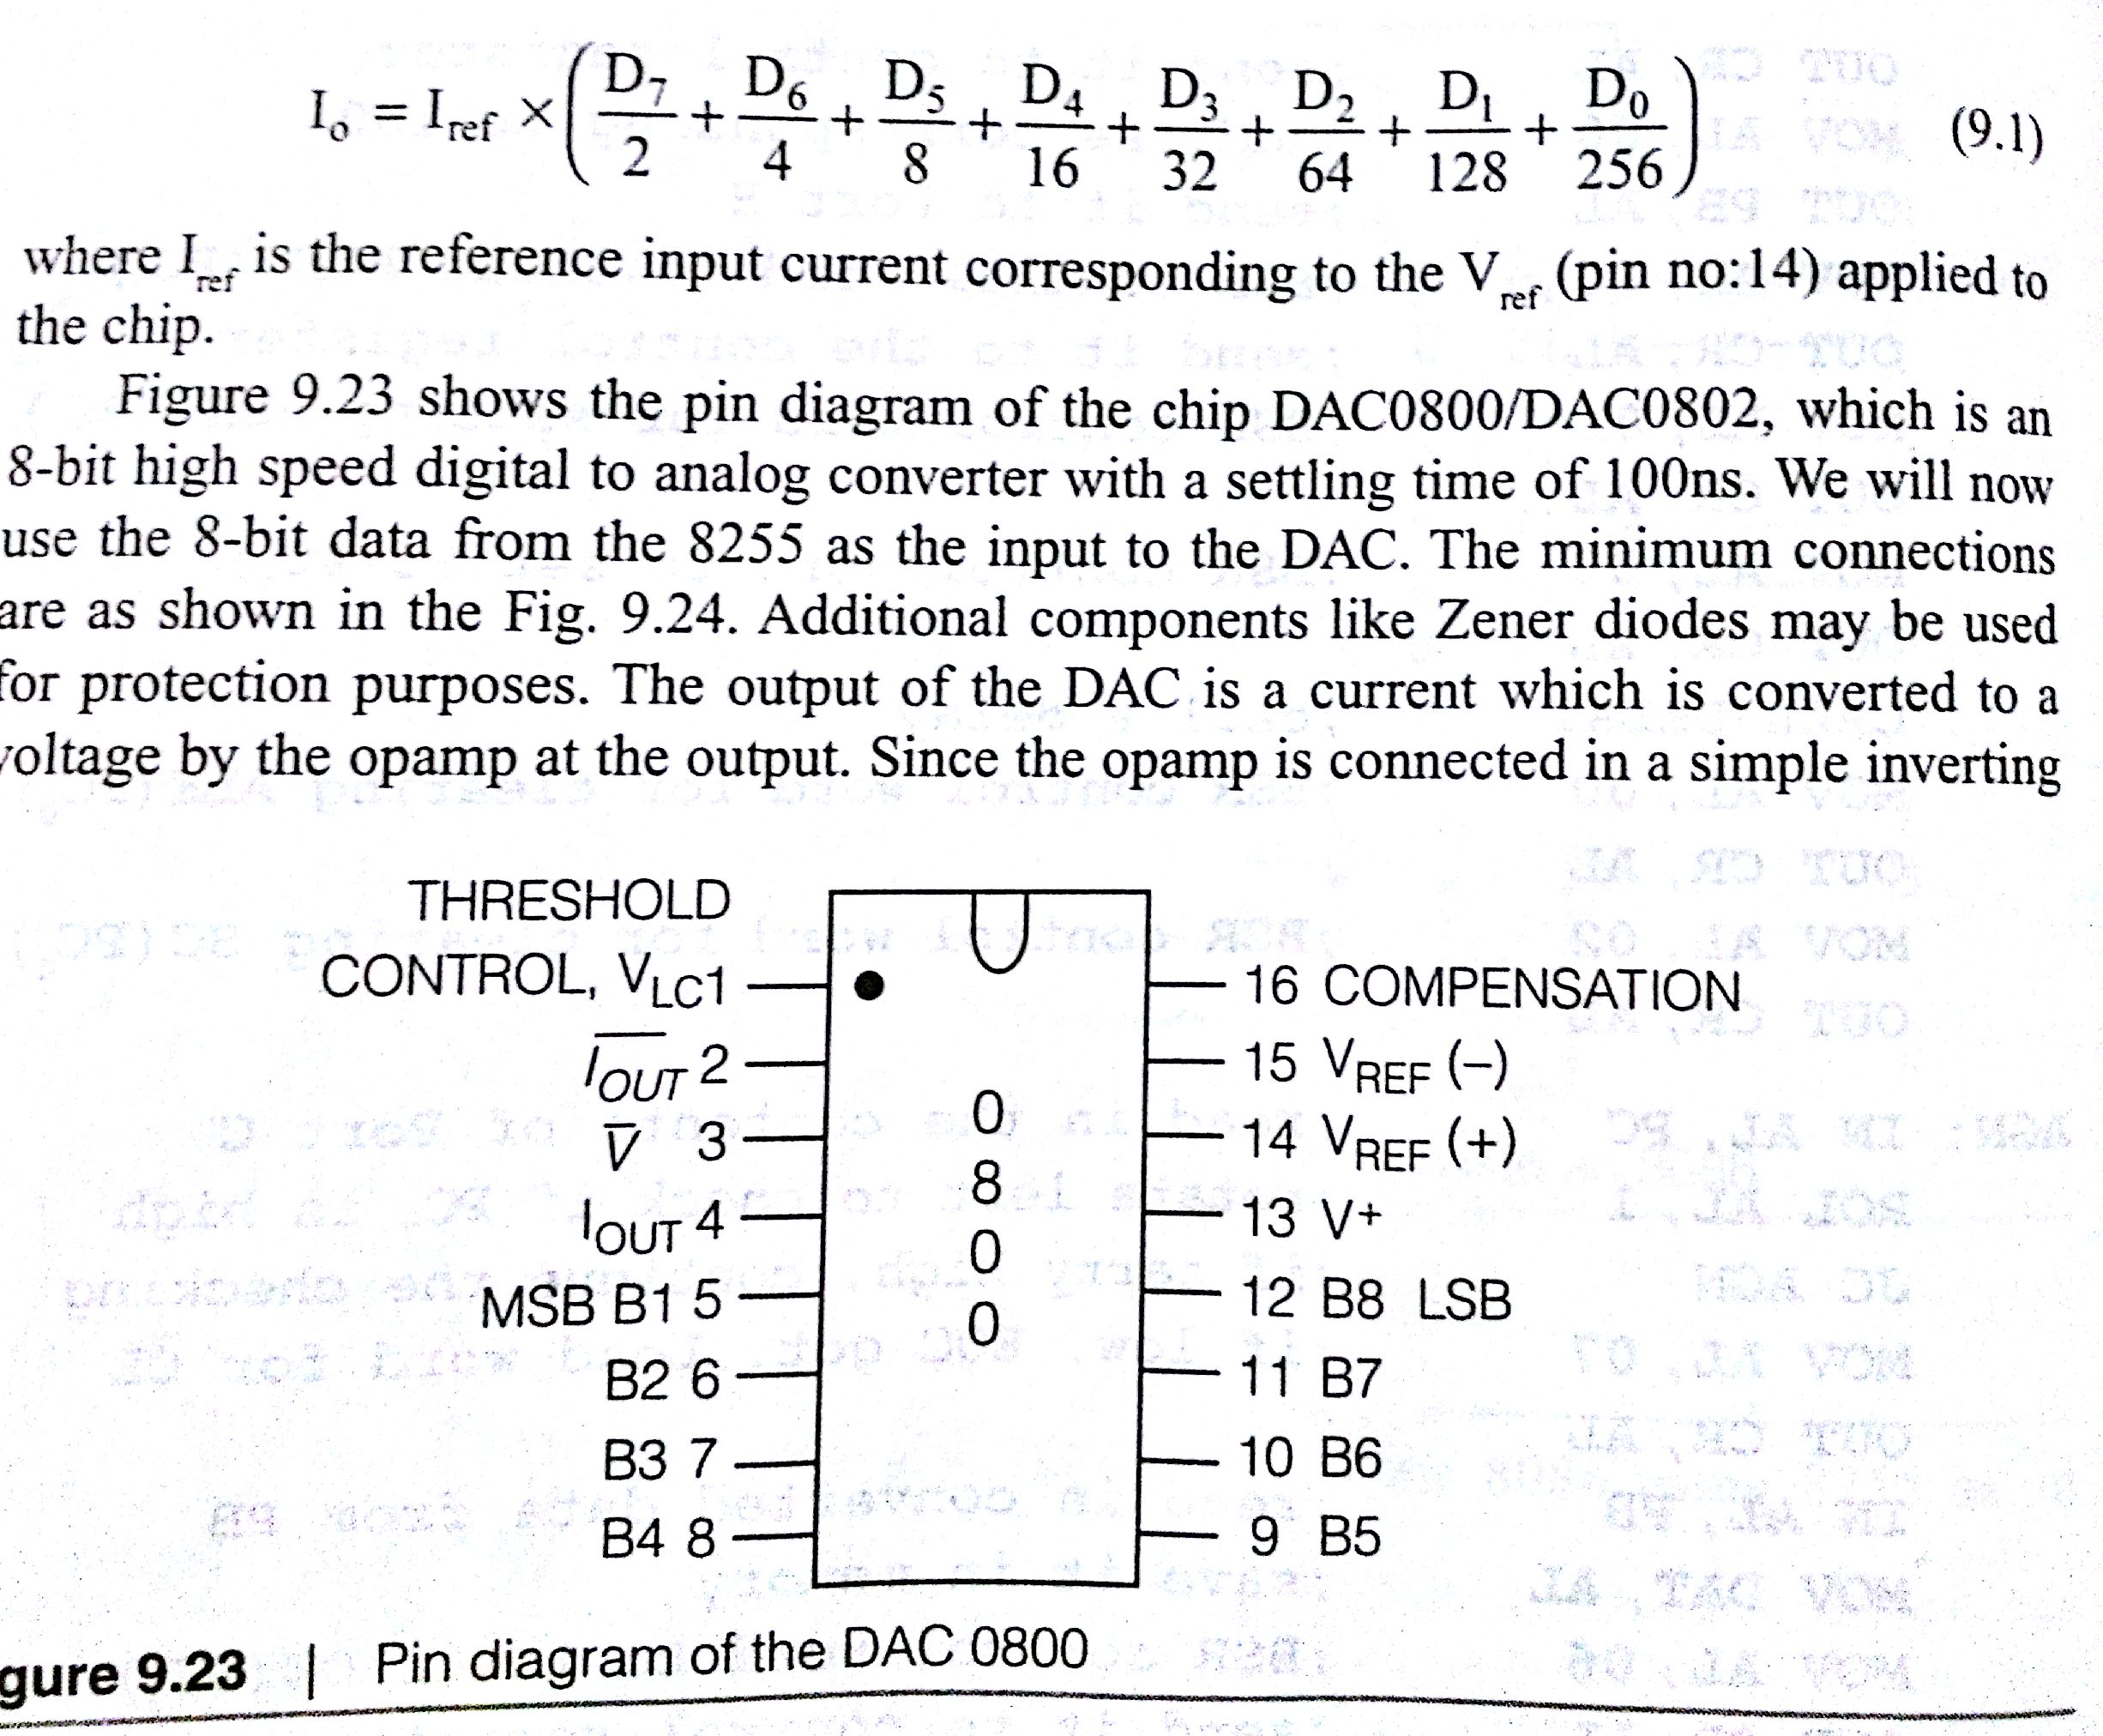 I₀ = I_ref × ( D₇/2 + D₆/4 + D₅/8 + D₄/16 + D₃/32 + D₂/64 + D₁/128 + D₀/256 ) (9.1)
where I_ref is the reference input current corresponding to the V_ref (pin no:14) applied to
the chip.
Figure 9.23 shows the pin diagram of the chip DAC0800/DAC0802, which is an
8-bit high speed digital to analog converter with a settling time of 100ns. We will now
use the 8-bit data from the 8255 as the input to the DAC. The minimum connections
are as shown in the Fig. 9.24. Additional components like Zener diodes may be used
for protection purposes. The output of the DAC is a current which is converted to a
voltage by the opamp at the output. Since the opamp is connected in a simple inverting
THRESHOLD
CONTROL, V_LC1
I̅_OUT 2
V̅ 3
I_OUT 4
MSB B1 5
B2 6
B3 7
B4 8
0
8
0
0
16 COMPENSATION
15 V_REF (–)
14 V_REF (+)
13 V+
12 B8 LSB
11 B7
10 B6
9 B5
gure 9.23 | Pin diagram of the DAC 0800